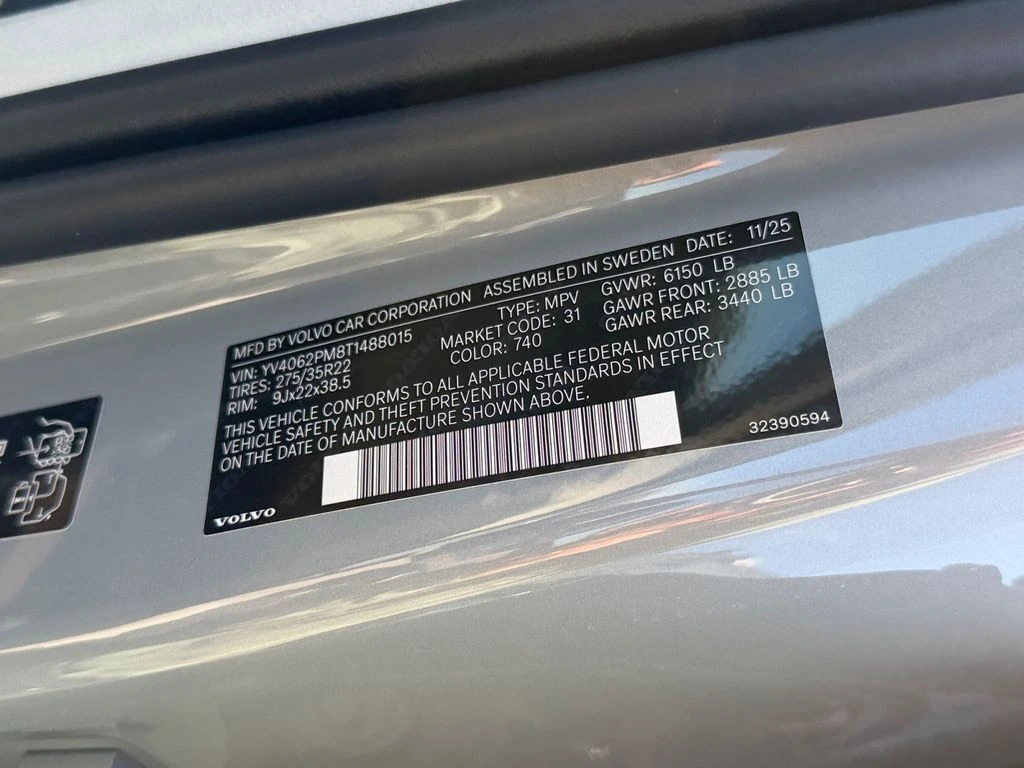 MFD BY VOLVO CAR CORPORATION ASSEMBLED IN SWEDEN DATE: 11/25
VIN: YV4062PM8T1488015 TYPE: MPV GVWR: 6150 LB
TIRES: 275/35R22 MARKET CODE: 31 GAWR FRONT: 2885 LB
RIM: 9Jx22x38.5 COLOR: 740 GAWR REAR: 3440 LB
THIS VEHICLE CONFORMS TO ALL APPLICABLE FEDERAL MOTOR
VEHICLE SAFETY AND THEFT PREVENTION STANDARDS IN EFFECT
ON THE DATE OF MANUFACTURE SHOWN ABOVE.
32390594
VOLVO